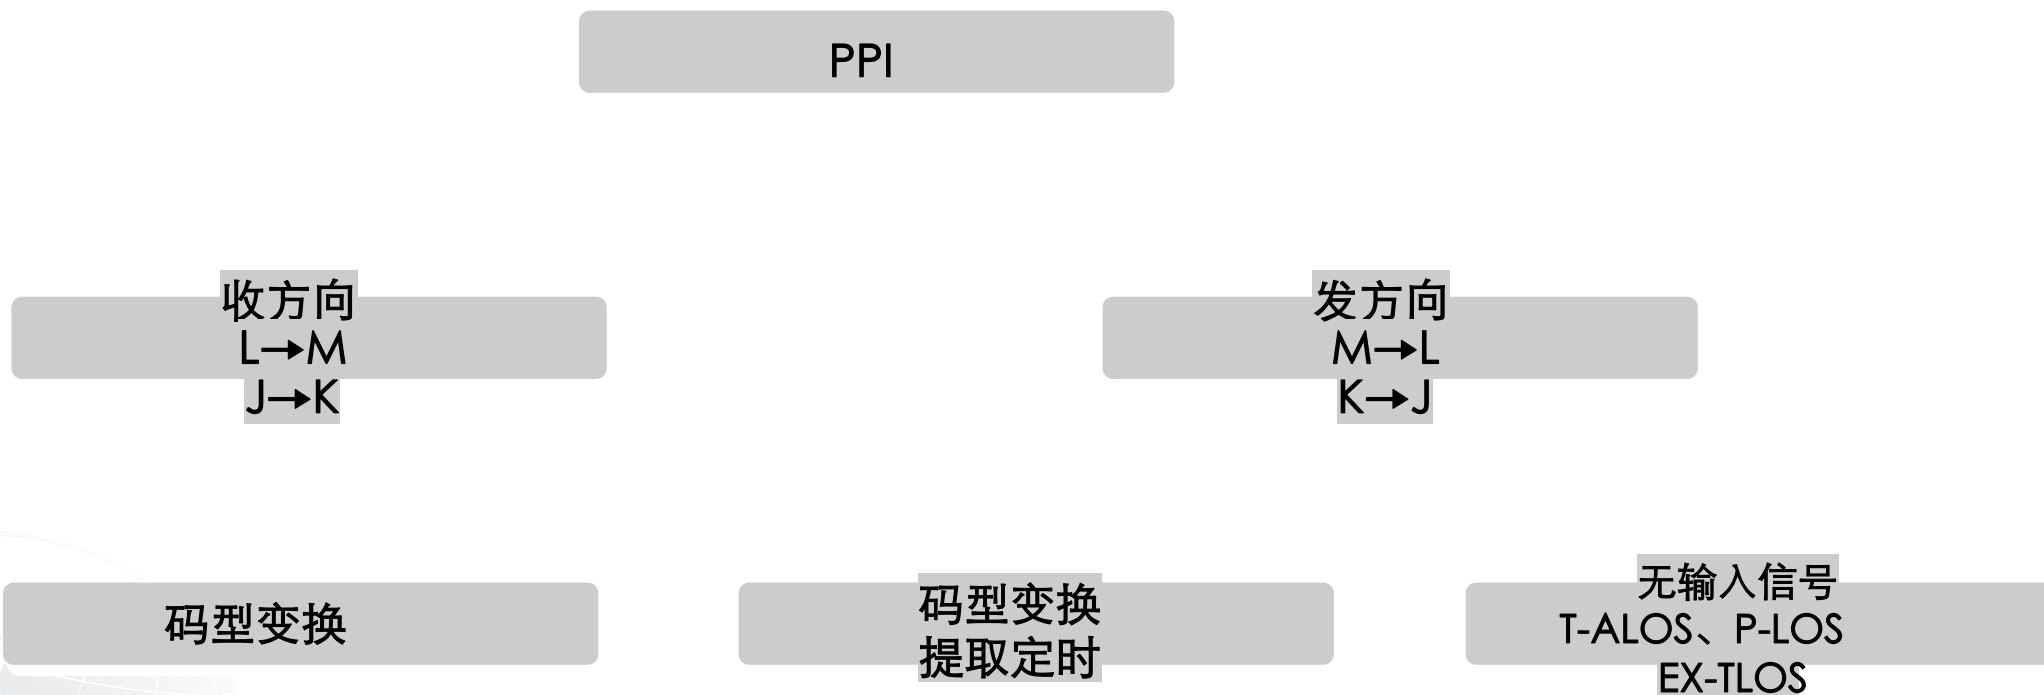 PPI
收方向
L→M
J→K
发方向
M→L
K→J
码型变换
码型变换
提取定时
无输入信号
T-ALOS、P-LOS
EX-TLOS